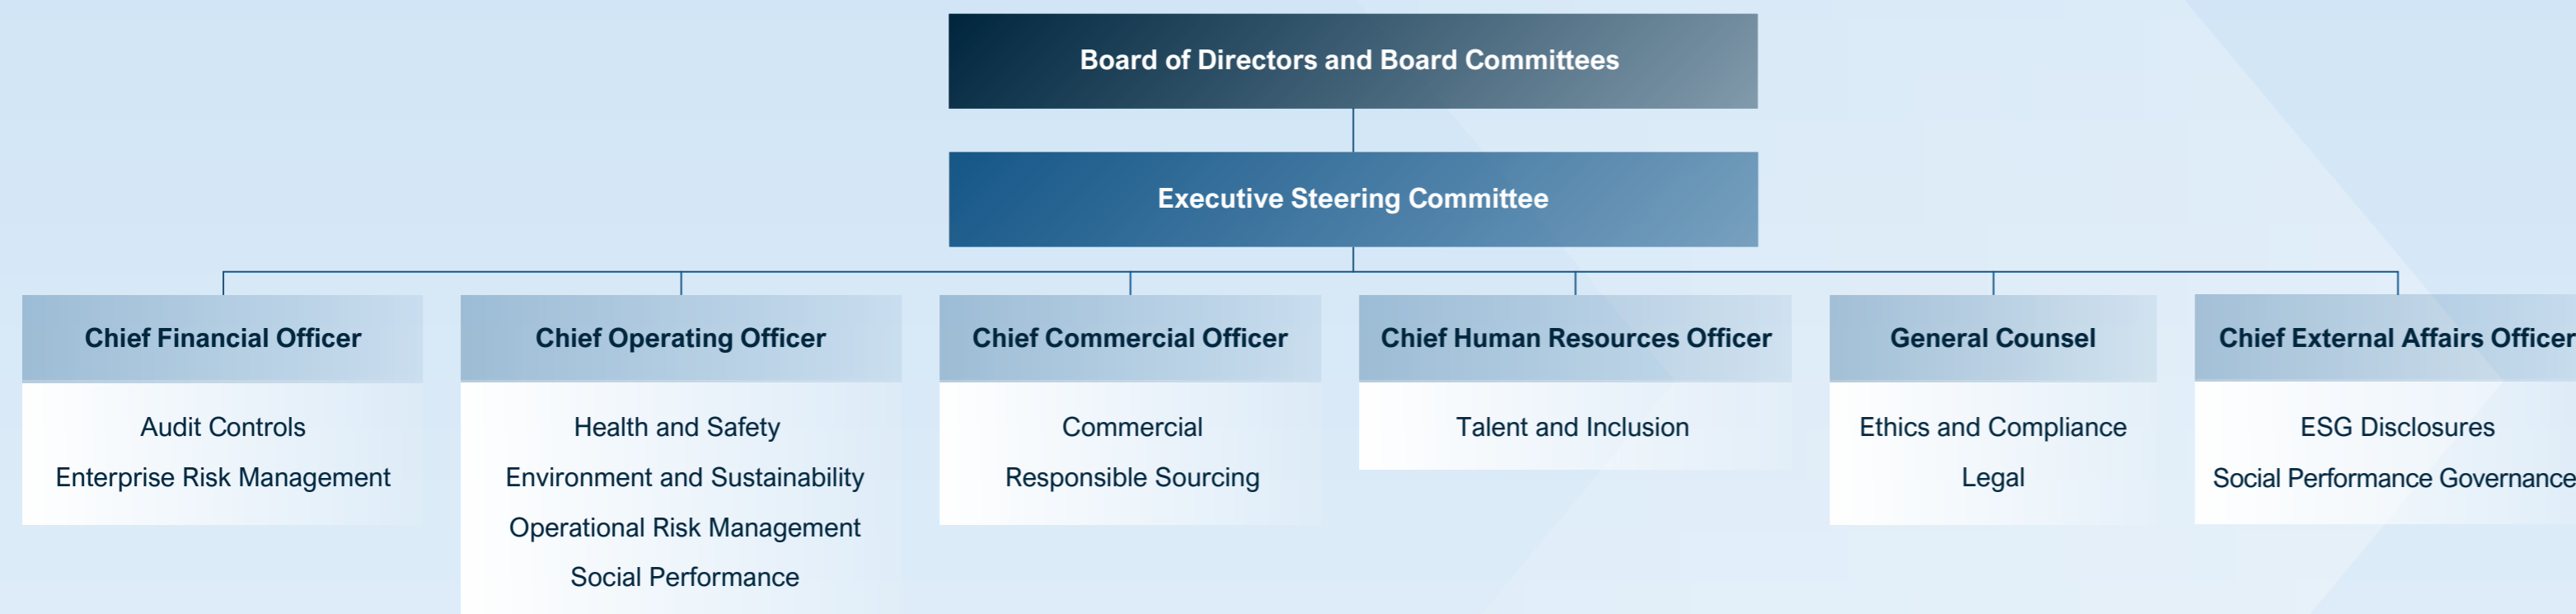 Board of Directors and Board Committees
Executive Steering Committee
Chief Financial Officer
Audit Controls
Enterprise Risk Management
Chief Operating Officer
Health and Safety
Environment and Sustainability
Operational Risk Management
Social Performance
Chief Commercial Officer
Commercial
Responsible Sourcing
Chief Human Resources Officer
Talent and Inclusion
General Counsel
Ethics and Compliance
Legal
Chief External Affairs Officer
ESG Disclosures
Social Performance Governance